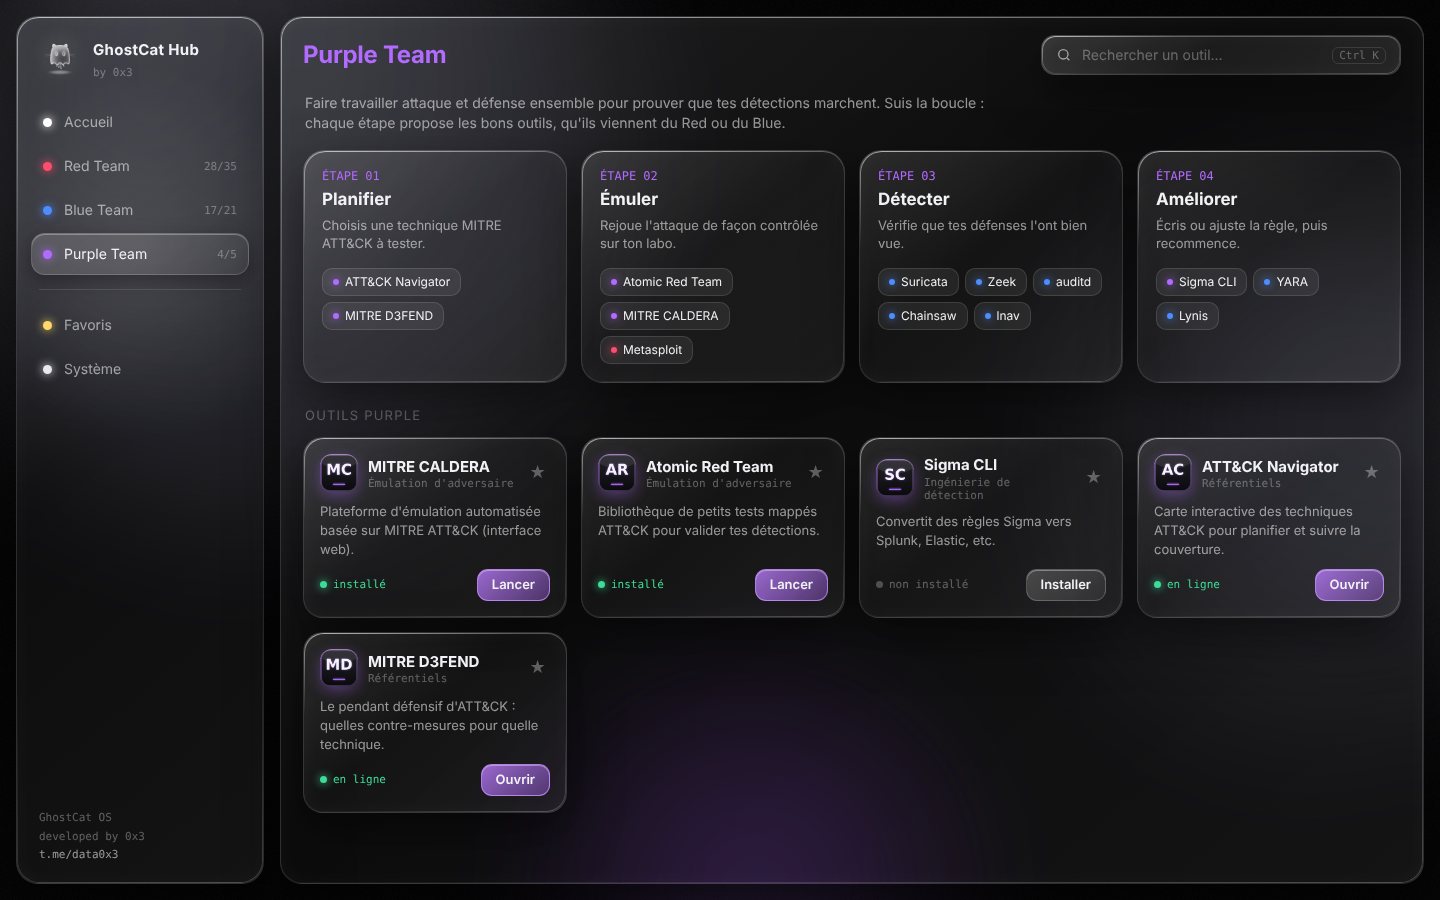 GhostCat Hub
by 0x3
Accueil
Red Team 28/35
Blue Team 17/21
Purple Team 4/5
Favoris
Système
GhostCat OS
developed by 0x3
t.me/data0x3
Purple Team
Rechercher un outil... Ctrl K
Faire travailler attaque et défense ensemble pour prouver que tes détections marchent. Suis la boucle :
chaque étape propose les bons outils, qu'ils viennent du Red ou du Blue.
ÉTAPE 01
Planifier
Choisis une technique MITRE
ATT&CK à tester.
ATT&CK Navigator
MITRE D3FEND
ÉTAPE 02
Émuler
Rejoue l'attaque de façon contrôlée
sur ton labo.
Atomic Red Team
MITRE CALDERA
Metasploit
ÉTAPE 03
Détecter
Vérifie que tes défenses l'ont bien
vue.
Suricata Zeek auditd
Chainsaw lnav
ÉTAPE 04
Améliorer
Écris ou ajuste la règle, puis
recommence.
Sigma CLI YARA
Lynis
OUTILS PURPLE
MC MITRE CALDERA ★
Émulation d'adversaire
Plateforme d'émulation automatisée
basée sur MITRE ATT&CK (interface
web).
installé Lancer
AR Atomic Red Team ★
Émulation d'adversaire
Bibliothèque de petits tests mappés
ATT&CK pour valider tes détections.
installé Lancer
SC Sigma CLI ★
Ingénierie de
détection
Convertit des règles Sigma vers
Splunk, Elastic, etc.
non installé Installer
AC ATT&CK Navigator ★
Référentiels
Carte interactive des techniques
ATT&CK pour planifier et suivre la
couverture.
en ligne Ouvrir
MD MITRE D3FEND ★
Référentiels
Le pendant défensif d'ATT&CK :
quelles contre-mesures pour quelle
technique.
en ligne Ouvrir